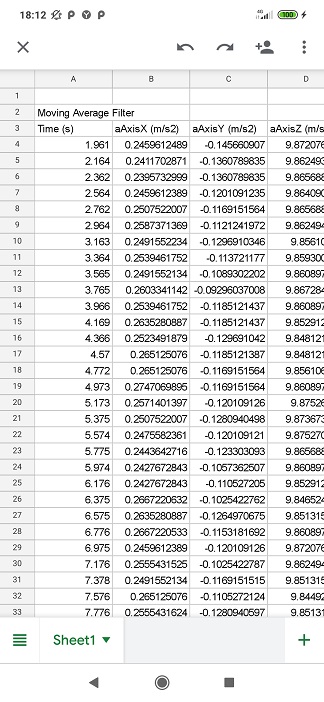 18:12 P P 4G 100
A B C D
1
2 Moving Average Filter
3 Time (s) aAxisX (m/s2) aAxisY (m/s2) aAxisZ (m/s
4 1.961 0.2459612489 -0.145660907 9.872076
5 2.164 0.2411702871 -0.1360789835 9.862493
6 2.362 0.2395732999 -0.1360789835 9.865688
7 2.564 0.2459612389 -0.1201091235 9.864090
8 2.762 0.2507522007 -0.1169151564 9.865688
9 2.964 0.2587371369 -0.1121241972 9.862494
10 3.163 0.2491552234 -0.1296910346 9.85610
11 3.364 0.2539461752 -0.113721177 9.859300
12 3.565 0.2491552134 -0.1089302202 9.860897
13 3.765 0.2603341142 -0.09296037008 9.867284
14 3.966 0.2539461752 -0.1185121437 9.860897
15 4.169 0.2635280887 -0.1185121437 9.852912
16 4.366 0.2523491879 -0.129691042 9.848121
17 4.57 0.265125076 -0.1185121387 9.848121
18 4.772 0.265125076 -0.1169151564 9.856106
19 4.973 0.2747069895 -0.1169151564 9.860897
20 5.173 0.2571401397 -0.120109126 9.87526
21 5.375 0.2507522007 -0.1280940498 9.873673
22 5.574 0.2475582361 -0.120109121 9.875270
23 5.775 0.2443642716 -0.123303093 9.865688
24 5.974 0.2427672843 -0.1057362507 9.860897
25 6.176 0.2427672843 -0.110527205 9.852912
26 6.375 0.2667220632 -0.1025422762 9.846524
27 6.575 0.2635280887 -0.1264970675 9.851315
28 6.776 0.2667220533 -0.1153181692 9.860897
29 6.975 0.2459612389 -0.120109126 9.872076
30 7.176 0.2555431525 -0.1025422787 9.862494
31 7.378 0.2491552134 -0.1169151515 9.851315
32 7.576 0.265125076 -0.1105272124 9.84492
33 7.776 0.2555431624 -0.1280940597 9.85131
Sheet1